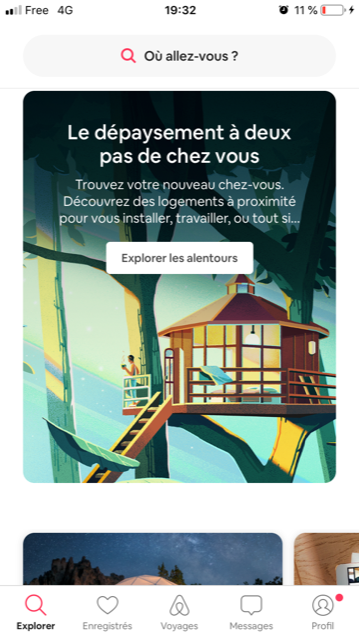 Free 4G 19:32 11 %
Où allez-vous ?
Le dépaysement à deux
pas de chez vous
Trouvez votre nouveau chez-vous.
Découvrez des logements à proximité
pour vous installer, travailler, ou tout si...
Explorer les alentours
Explorer Enregistrés Voyages Messages Profil